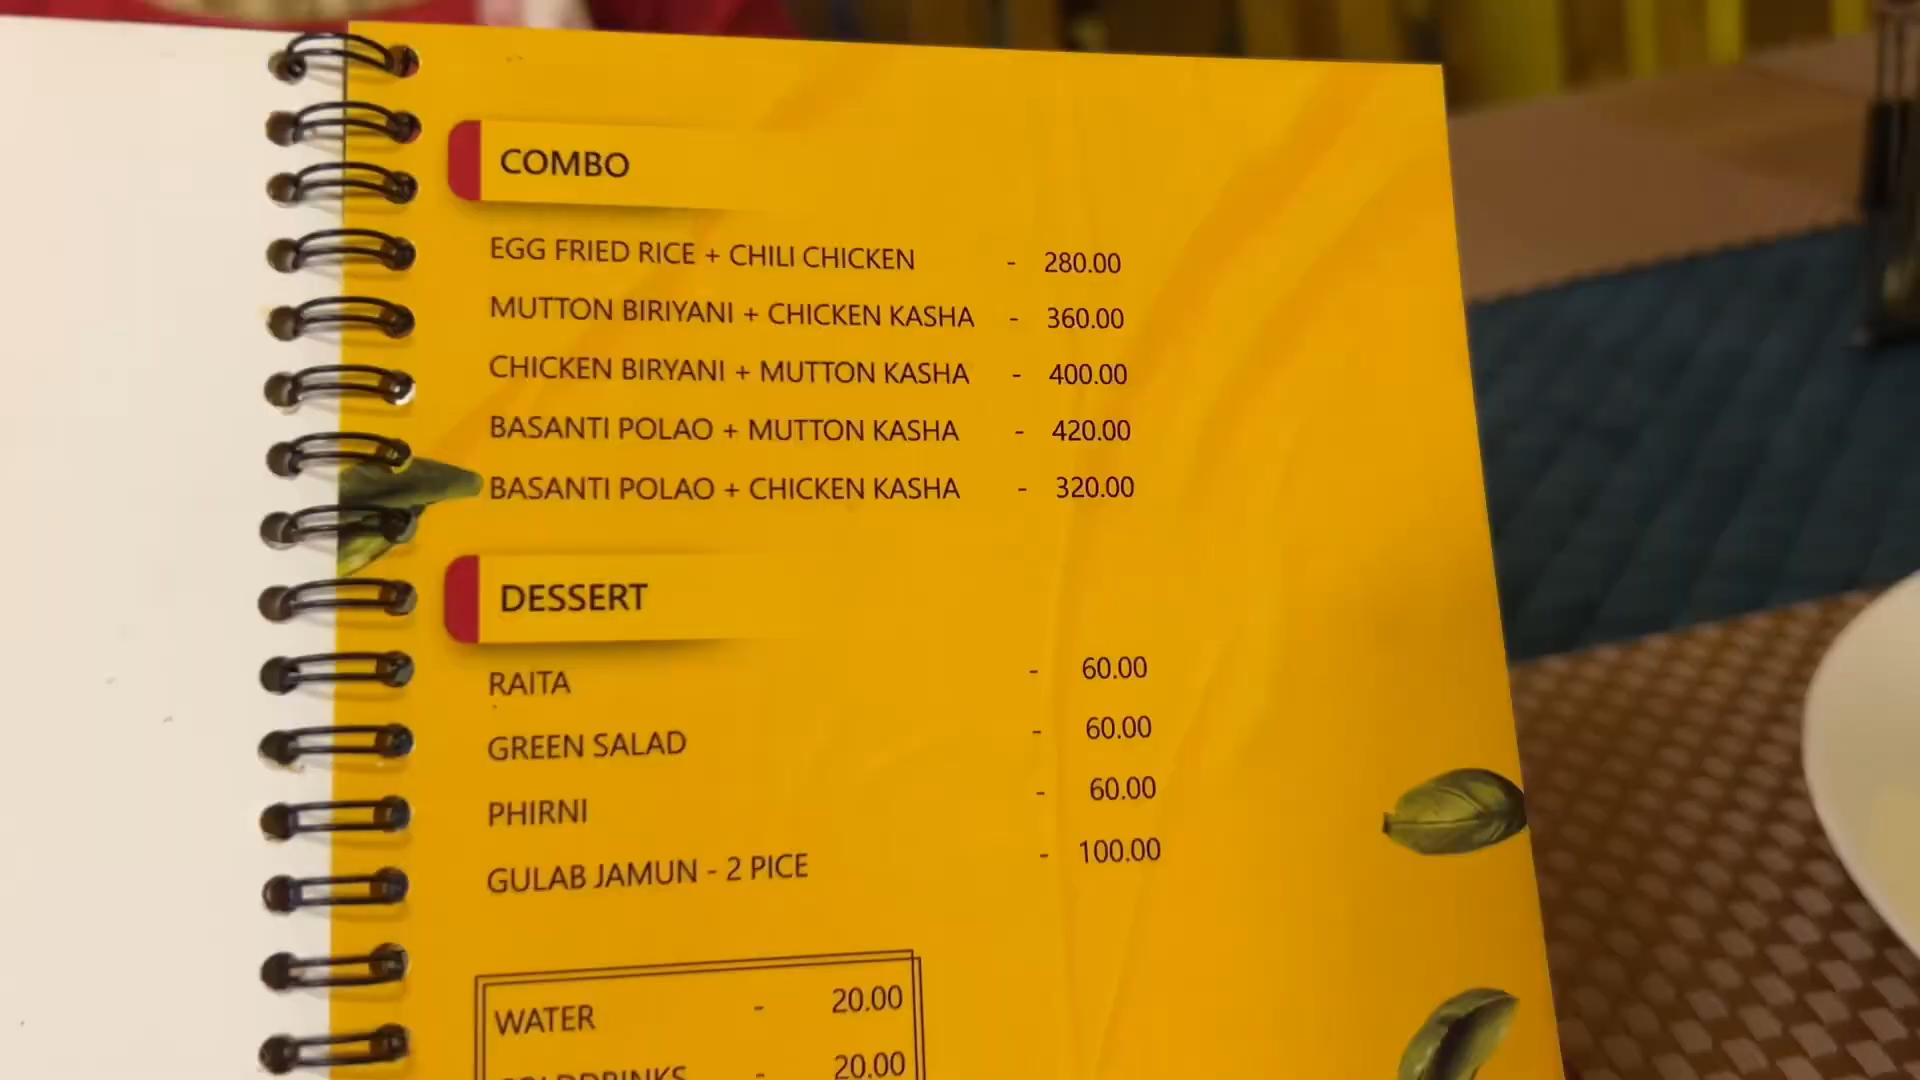 COMBO
EGG FRIED RICE + CHILI CHICKEN - 280.00
MUTTON BIRIYANI + CHICKEN KASHA - 360.00
CHICKEN BIRYANI + MUTTON KASHA - 400.00
BASANTI POLAO + MUTTON KASHA - 420.00
BASANTI POLAO + CHICKEN KASHA - 320.00
DESSERT
RAITA - 60.00
GREEN SALAD - 60.00
PHIRNI - 60.00
GULAB JAMUN - 2 PICE - 100.00
WATER - 20.00
COLDDRINKS - 20.00